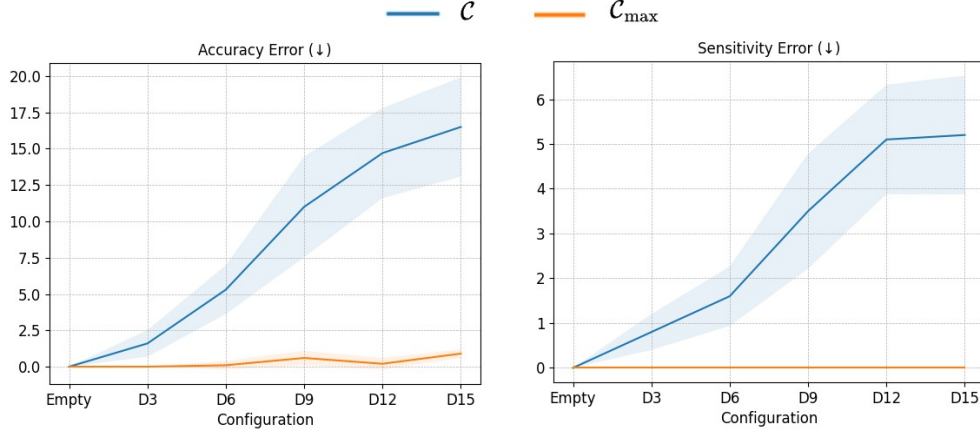 𝒞 𝒞max
Accuracy Error (↓)
20.0
17.5
15.0
12.5
10.0
7.5
5.0
2.5
0.0
Empty D3 D6 D9 D12 D15
Configuration
Sensitivity Error (↓)
6
5
4
3
2
1
0
Empty D3 D6 D9 D12 D15
Configuration